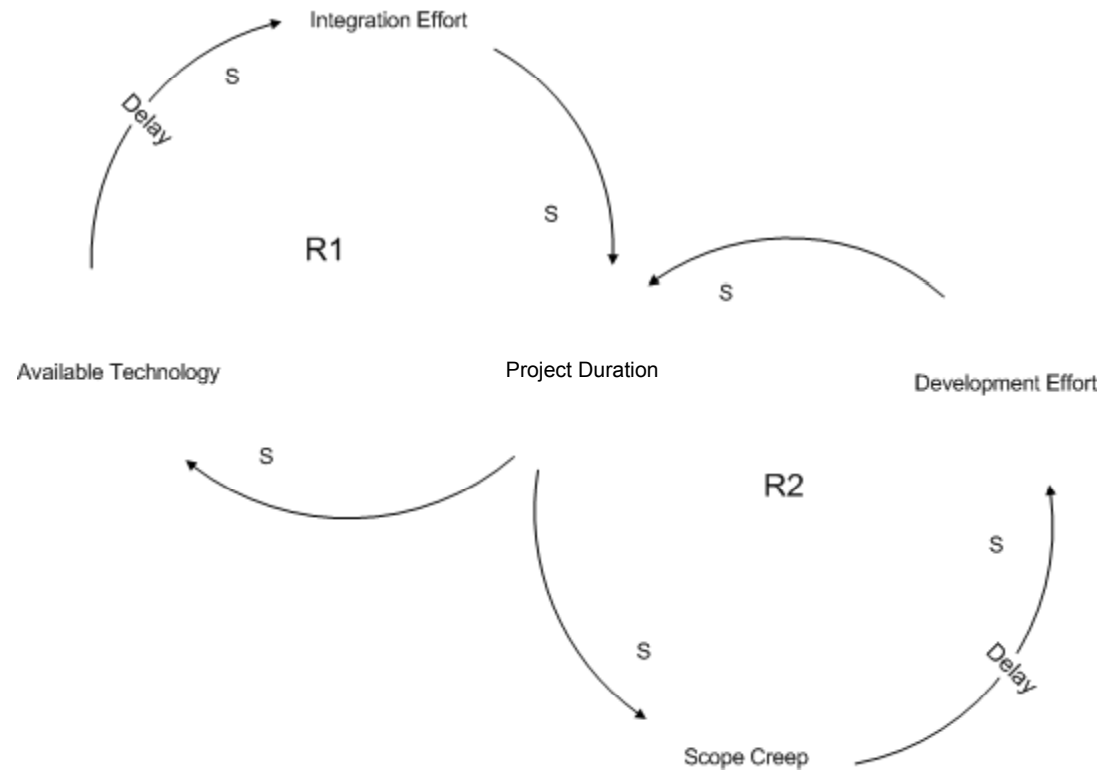 Integration Effort
S
Delay
S
R1
S
Available Technology
Project Duration
Development Effort
S
R2
S
S
Delay
Scope Creep